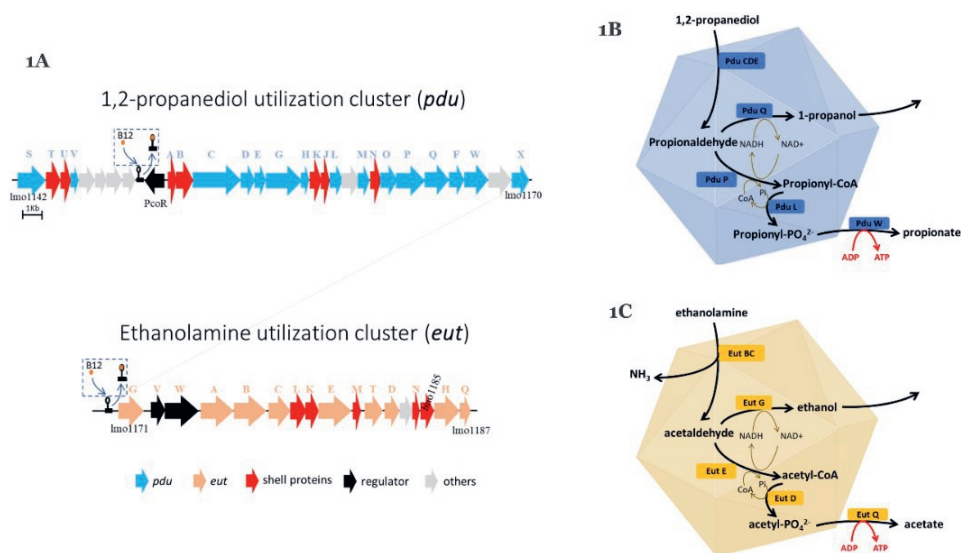 1A
1,2-propanediol utilization cluster (pdu)
B12
S T U V A B C D E G H K J L M N O P Q F W X
lmo1142 PcoR lmo1170
1Kb
Ethanolamine utilization cluster (eut)
B12
G V W A B C L K E M T D N lmo1185 H Q
lmo1171 lmo1187
pdu eut shell proteins regulator others
1B
1,2-propanediol
Pdu CDE
Pdu Q
1-propanol
Propionaldehyde
NADH NAD+
Pdu P
Propionyl-CoA
CoA Pi
Pdu L
Propionyl-PO₄²⁻
Pdu W
propionate
ADP ATP
1C
ethanolamine
Eut BC
NH₃
Eut G
ethanol
acetaldehyde
NADH NAD+
Eut E
acetyl-CoA
CoA Pi
Eut D
acetyl-PO₄²⁻
Eut Q
acetate
ADP ATP